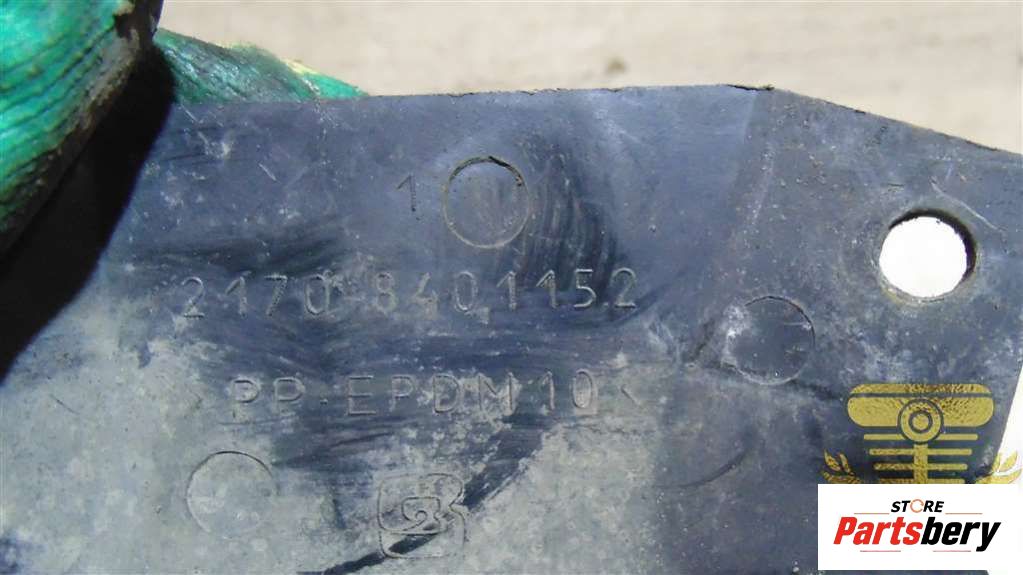 1
2170 8401152
>PP·EPDM10<
STORE
Partsbery